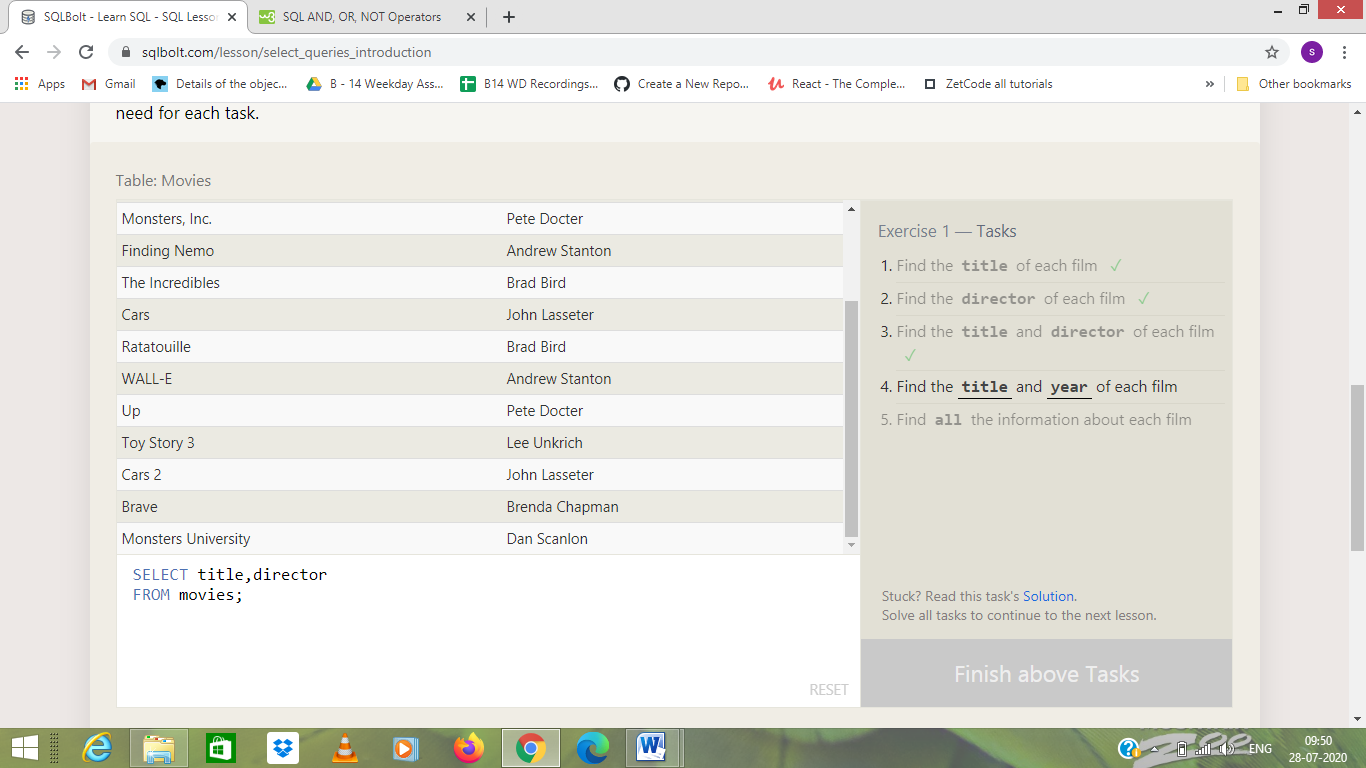 SQLBolt - Learn SQL - SQL Lesson
SQL AND, OR, NOT Operators
sqlbolt.com/lesson/select_queries_introduction
S
Apps
Gmail
Details of the objec...
B - 14 Weekday Ass...
B14 WD Recordings...
Create a New Repo...
React - The Comple...
ZetCode all tutorials
»
Other bookmarks
need for each task.
Table: Movies
Monsters, Inc. Pete Docter
Finding Nemo Andrew Stanton
The Incredibles Brad Bird
Cars John Lasseter
Ratatouille Brad Bird
WALL-E Andrew Stanton
Up Pete Docter
Toy Story 3 Lee Unkrich
Cars 2 John Lasseter
Brave Brenda Chapman
Monsters University Dan Scanlon
SELECT title,director
FROM movies;
RESET
Exercise 1 — Tasks
1. Find the title of each film ✓
2. Find the director of each film ✓
3. Find the title and director of each film
✓
4. Find the title and year of each film
5. Find all the information about each film
Stuck? Read this task's Solution.
Solve all tasks to continue to the next lesson.
Finish above Tasks
ENG
09:50
28-07-2020